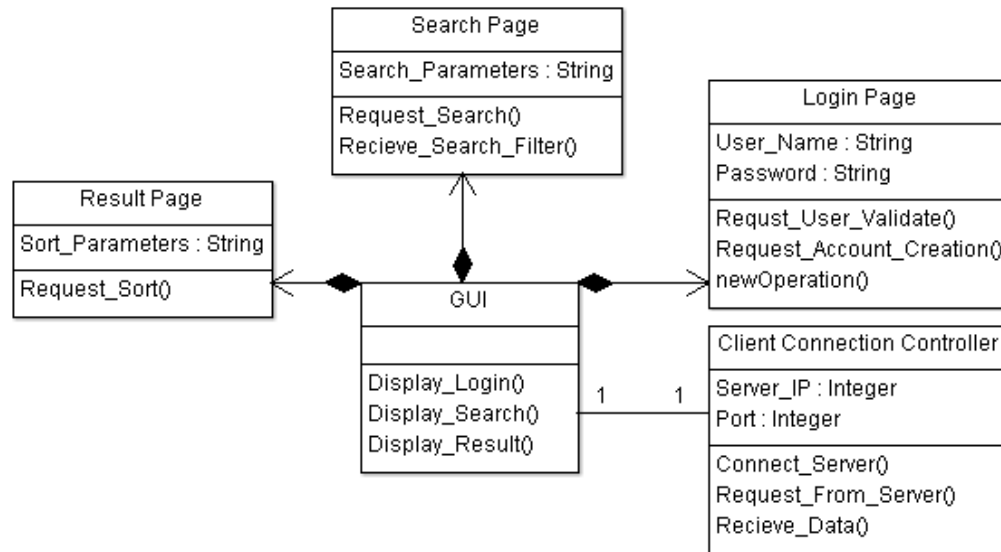 Search Page
Search_Parameters : String
Request_Search()
Recieve_Search_Filter()
Login Page
User_Name : String
Password : String
Requst_User_Validate()
Request_Account_Creation()
newOperation()
Result Page
Sort_Parameters : String
Request_Sort()
GUI
Display_Login()
Display_Search()
Display_Result()
1
1
Client Connection Controller
Server_IP : Integer
Port : Integer
Connect_Server()
Request_From_Server()
Recieve_Data()